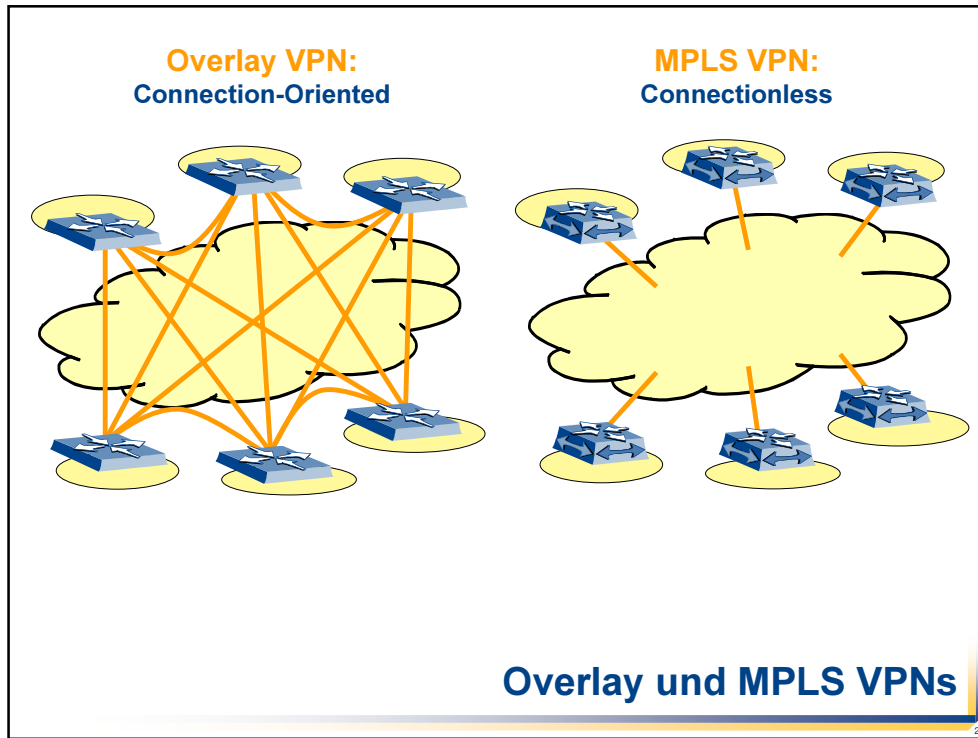 Overlay VPN:
Connection-Oriented
MPLS VPN:
Connectionless
Overlay und MPLS VPNs